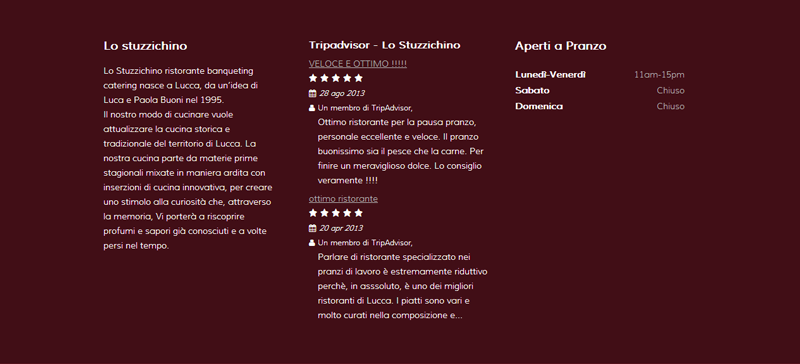 Lo stuzzichino
Lo Stuzzichino ristorante banqueting
catering nasce a Lucca, da un'idea di
Luca e Paola Buoni nel 1995.
Il nostro modo di cucinare vuole
attualizzare la cucina storica e
tradizionale del territorio di Lucca. La
nostra cucina parte da materie prime
stagionali mixate in maniera ardita con
inserzioni di cucina innovativa, per creare
uno stimolo alla curiosità che, attraverso
la memoria, Vi porterà a riscoprire
profumi e sapori già conosciuti e a volte
persi nel tempo.
Tripadvisor - Lo Stuzzichino
VELOCE E OTTIMO !!!!!
28 ago 2013
Un membro di TripAdvisor,
Ottimo ristorante per la pausa pranzo,
personale eccellente e veloce. Il pranzo
buonissimo sia il pesce che la carne. Per
finire un meraviglioso dolce. Lo consiglio
veramente !!!!
ottimo ristorante
20 apr 2013
Un membro di TripAdvisor,
Parlare di ristorante specializzato nei
pranzi di lavoro è estremamente riduttivo
perchè, in asssoluto, è uno dei migliori
ristoranti di Lucca. I piatti sono vari e
molto curati nella composizione e...
Aperti a Pranzo
Lunedì-Venerdì 11am-15pm
Sabato Chiuso
Domenica Chiuso